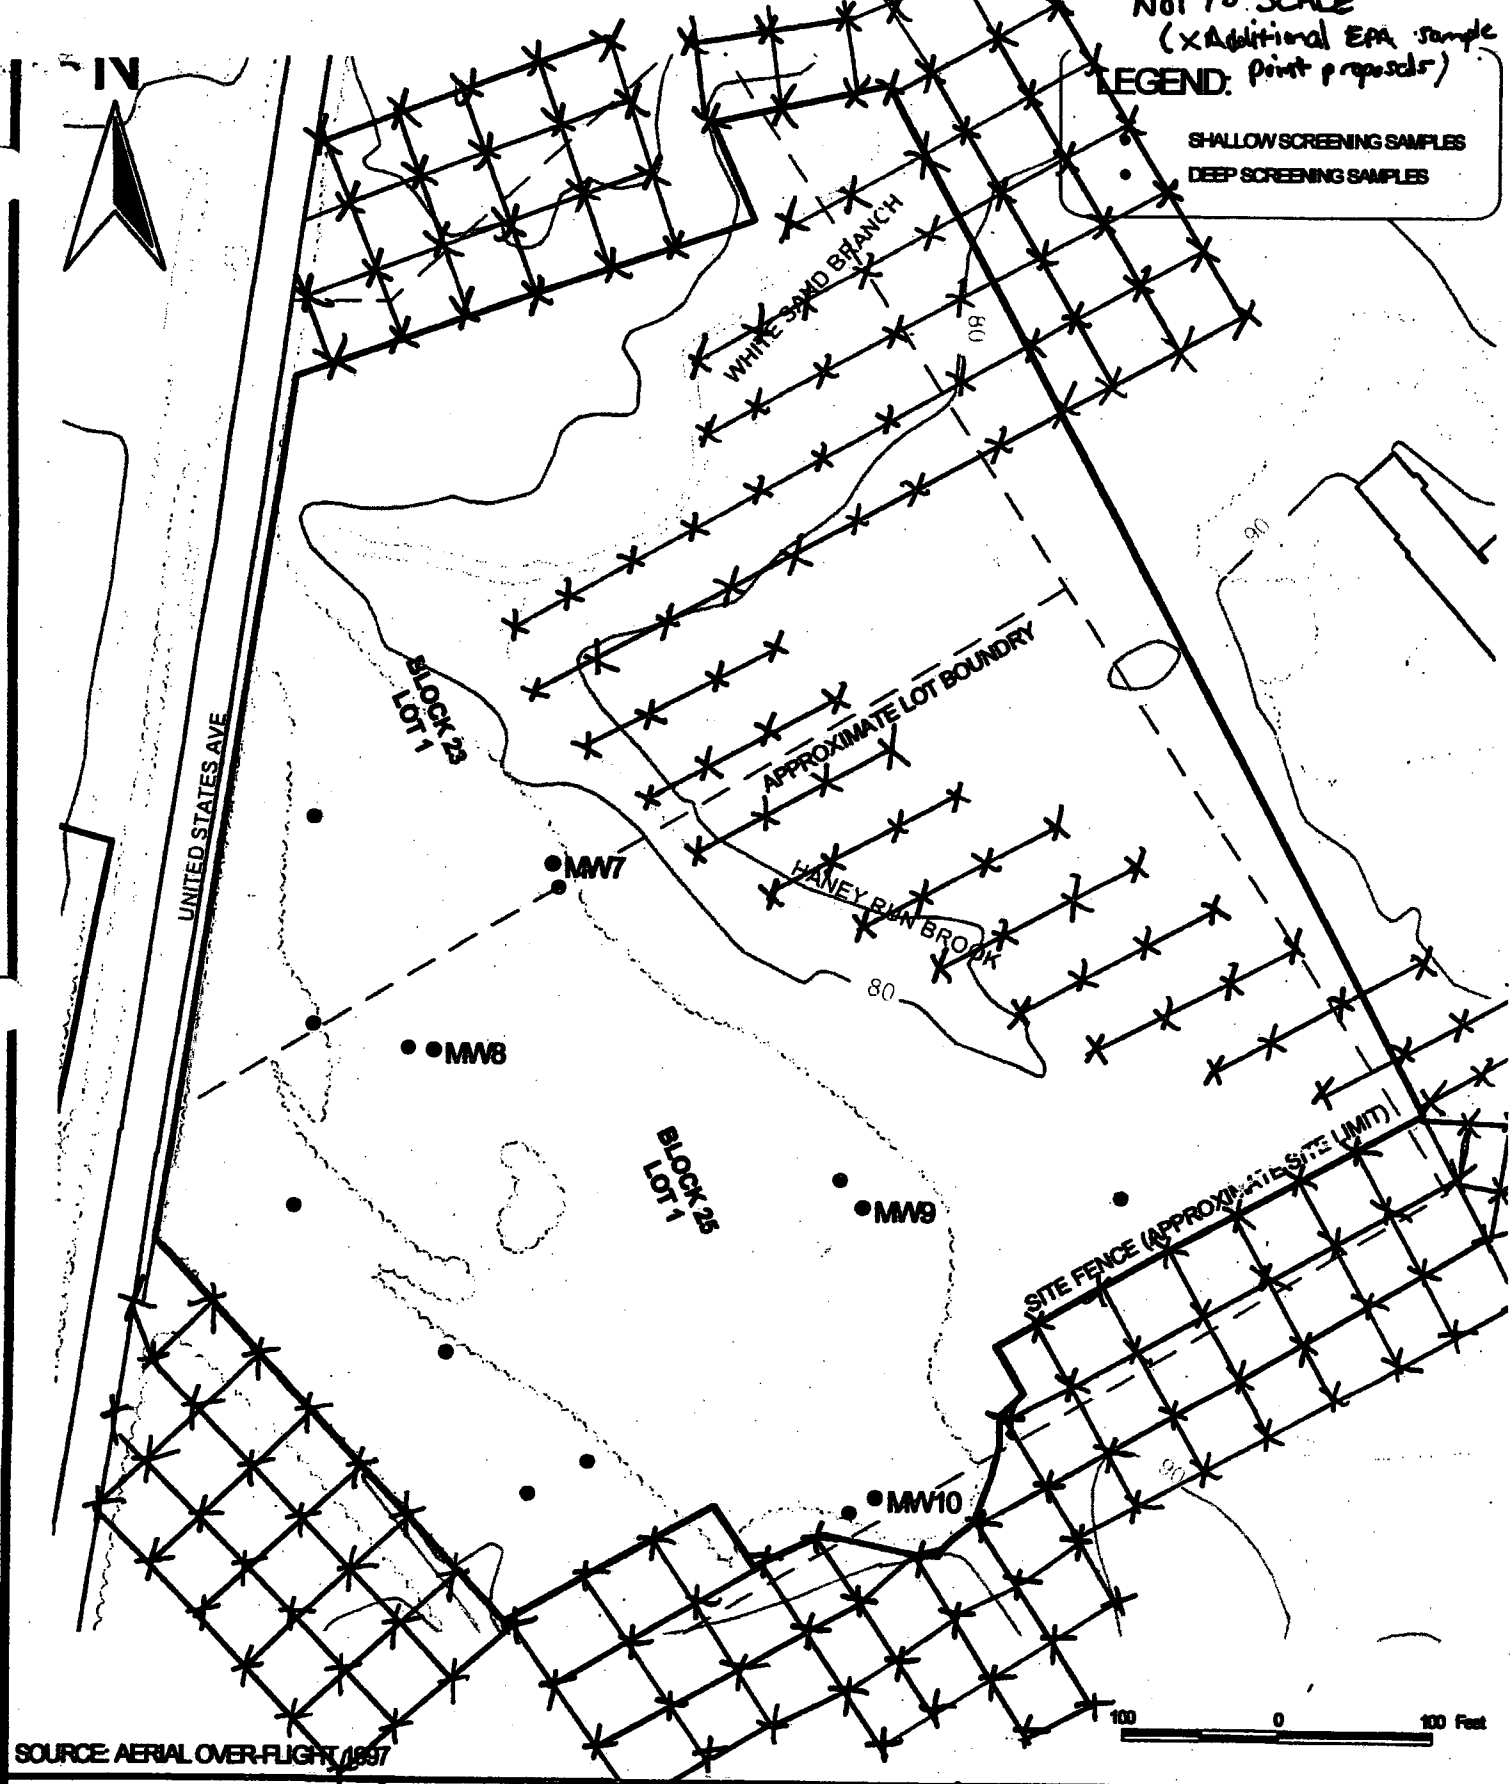 NOT TO SCALE
(x Additional EPA sample
point proposals)
N
LEGEND:
SHALLOW SCREENING SAMPLES
DEEP SCREENING SAMPLES
WHITE SAND BRANCH
80
90
BLOCK 23
LOT 1
UNITED STATES AVE
APPROXIMATE LOT BOUNDRY
MW7
HANEY RUN BROOK
80
MW8
BLOCK 25
LOT 1
MW9
SITE FENCE (APPROXIMATE SITE LIMIT)
90
MW10
100 0 100 Feet
SOURCE: AERIAL OVER-FLIGHT 1997